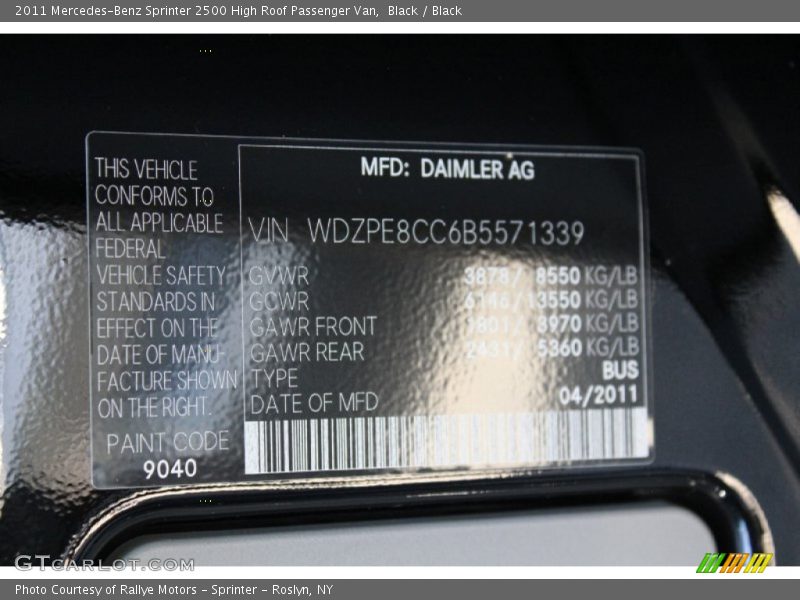 2011 Mercedes-Benz Sprinter 2500 High Roof Passenger Van,  Black / Black
THIS VEHICLE
CONFORMS TO
ALL APPLICABLE
FEDERAL
VEHICLE SAFETY
STANDARDS IN
EFFECT ON THE
DATE OF MANU-
FACTURE SHOWN
ON THE RIGHT.
PAINT CODE
9040
MFD: DAIMLER AG
VIN WDZPE8CC6B5571339
GVWR 3878/ 8550 KG/LB
GCWR 6146/13550 KG/LB
GAWR FRONT 1801/ 3970 KG/LB
GAWR REAR 2431/ 5360 KG/LB
TYPE BUS
DATE OF MFD 04/2011
GTCARLOT.COM
Photo Courtesy of Rallye Motors - Sprinter - Roslyn, NY